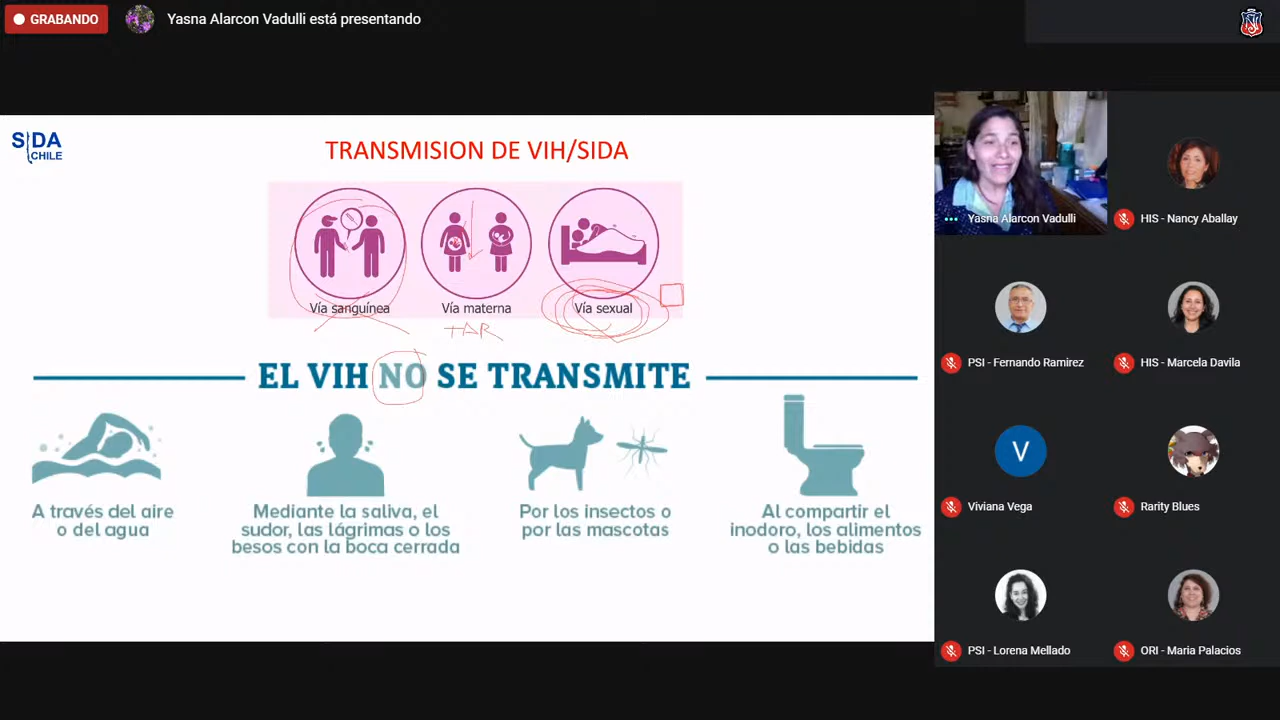 GRABANDO
Yasna Alarcon Vadulli está presentando
SIDA
CHILE
TRANSMISION DE VIH/SIDA
Vía sanguínea
Vía materna
Vía sexual
TAR
EL VIH NO SE TRANSMITE
A través del aire
o del agua
Mediante la saliva, el
sudor, las lágrimas o los
besos con la boca cerrada
Por los insectos o
por las mascotas
Al compartir el
inodoro, los alimentos
o las bebidas
Yasna Alarcon Vadulli
HIS - Nancy Aballay
PSI - Fernando Ramirez
HIS - Marcela Davila
V
Viviana Vega
Rarity Blues
PSI - Lorena Mellado
ORI - Maria Palacios